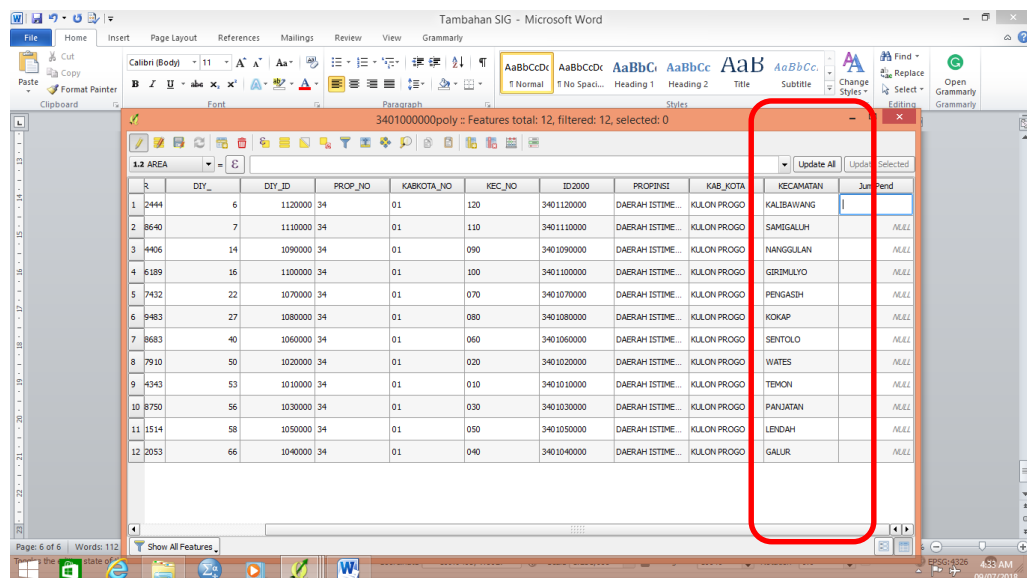 Tambahan SIG - Microsoft Word
File Home Insert Page Layout References Mailings Review View Grammarly
Paste Cut Copy Format Painter
Calibri (Body) 11
AaBbCcDc AaBbCcDc AaBbC AaBbCc AaB AaBbCc.
¶ Normal ¶ No Spaci... Heading 1 Heading 2 Title Subtitle
Change Styles
Find Replace Select
Open Grammarly
Clipboard Font Paragraph Styles Editing Grammarly
3401000000poly :: Features total: 12, filtered: 12, selected: 0
1.2 AREA = ε Update All Update Selected
R DIY_ DIY_ID PROP_NO KABKOTA_NO KEC_NO ID2000 PROPINSI KAB_KOTA KECAMATAN
1 2444 6 1120000 34 01 120 3401120000 DAERAH ISTIME... KULON PROGO KALIBAWANG
2 8640 7 1110000 34 01 110 3401110000 DAERAH ISTIME... KULON PROGO SAMIGALUH NULL
3 4406 14 1090000 34 01 090 3401090000 DAERAH ISTIME... KULON PROGO NANGGULAN NULL
4 6189 16 1100000 34 01 100 3401100000 DAERAH ISTIME... KULON PROGO GIRIMULYO NULL
5 7432 22 1070000 34 01 070 3401070000 DAERAH ISTIME... KULON PROGO PENGASIH NULL
6 9483 27 1080000 34 01 080 3401080000 DAERAH ISTIME... KULON PROGO KOKAP NULL
7 8683 40 1060000 34 01 060 3401060000 DAERAH ISTIME... KULON PROGO SENTOLO NULL
8 7910 50 1020000 34 01 020 3401020000 DAERAH ISTIME... KULON PROGO WATES NULL
9 4343 53 1010000 34 01 010 3401010000 DAERAH ISTIME... KULON PROGO TEMON NULL
10 8750 56 1030000 34 01 030 3401030000 DAERAH ISTIME... KULON PROGO PANJATAN NULL
11 1514 58 1050000 34 01 050 3401050000 DAERAH ISTIME... KULON PROGO LENDAH NULL
12 2053 66 1040000 34 01 040 3401040000 DAERAH ISTIME... KULON PROGO GALUR NULL
Show All Features
Page: 6 of 6 Words: 112
EPSG:4326
4:33 AM
09/07/2018